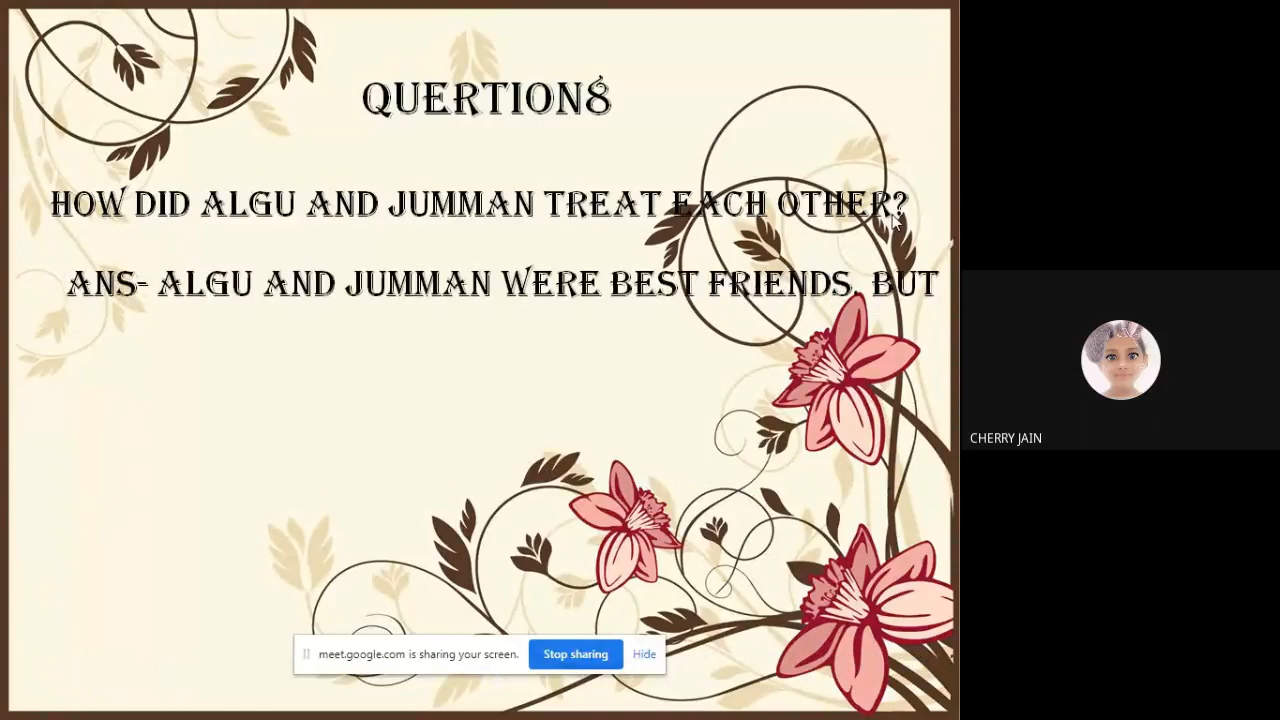 QUERTION8
HOW DID ALGU AND JUMMAN TREAT EACH OTHER?
ANS- ALGU AND JUMMAN WERE BEST FRIENDS. BUT
CHERRY JAIN
meet.google.com is sharing your screen. Stop sharing Hide